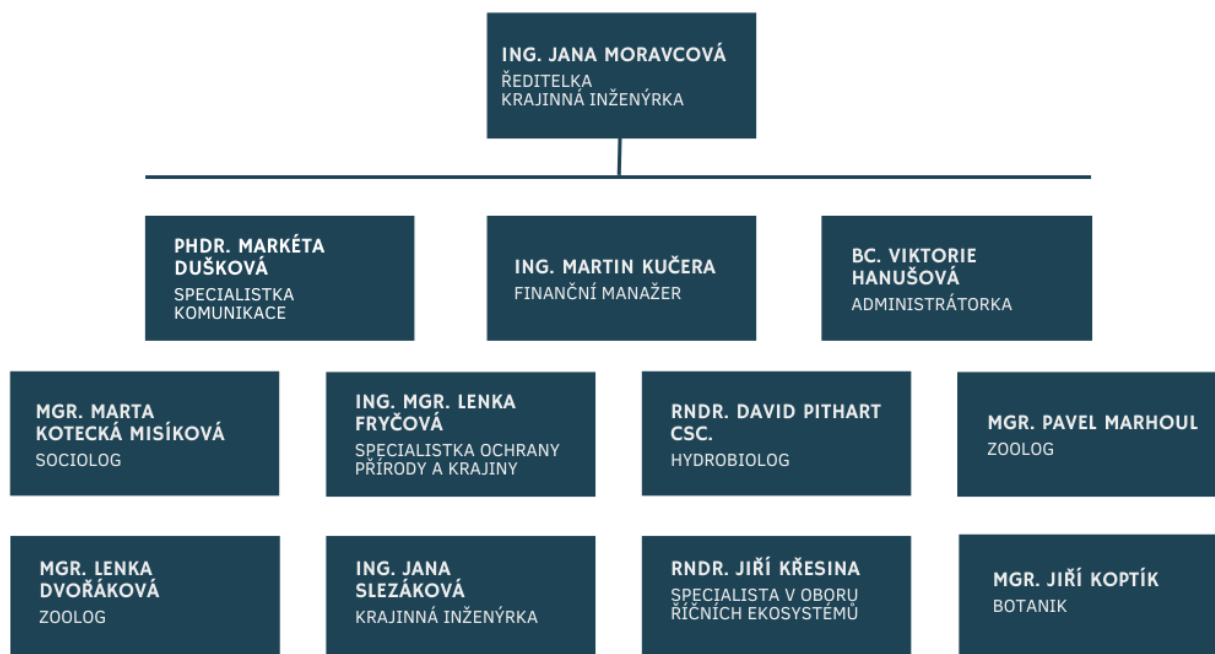 ING. JANA MORAVCOVÁ
ŘEDITELKA
KRAJINNÁ INŽENÝRKA
PHDR. MARKÉTA
DUŠKOVÁ
SPECIALISTKA
KOMUNIKACE
ING. MARTIN KUČERA
FINANČNÍ MANAŽER
BC. VIKTORIE
HANUŠOVÁ
ADMINISTRÁTORKA
MGR. MARTA
KOTECKÁ MISÍKOVÁ
SOCIOLOG
ING. MGR. LENKA
FRYČOVÁ
SPECIALISTKA OCHRANY
PŘÍRODY A KRAJINY
RNDR. DAVID PITHART
CSC.
HYDROBIOLOG
MGR. PAVEL MARHOUL
ZOOLOG
MGR. LENKA
DVOŘÁKOVÁ
ZOOLOG
ING. JANA
SLEZÁKOVÁ
KRAJINNÁ INŽENÝRKA
RNDR. JIŘÍ KŘESINA
SPECIALISTA V OBORU
ŘÍČNÍCH EKOSYSTÉMŮ
MGR. JIŘÍ KOPTÍK
BOTANIK